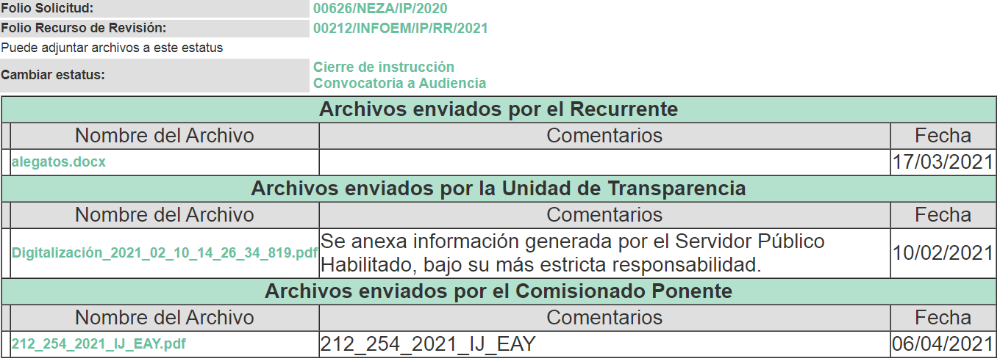 Folio Solicitud: 00626/NEZA/IP/2020
Folio Recurso de Revisión: 00212/INFOEM/IP/RR/2021
Puede adjuntar archivos a este estatus
Cambiar estatus: Cierre de instrucción
Convocatoria a Audiencia
Archivos enviados por el Recurrente
Nombre del Archivo Comentarios Fecha
alegatos.docx 17/03/2021
Archivos enviados por la Unidad de Transparencia
Nombre del Archivo Comentarios Fecha
Digitalización_2021_02_10_14_26_34_819.pdf Se anexa información generada por el Servidor Público
Habilitado, bajo su más estricta responsabilidad. 10/02/2021
Archivos enviados por el Comisionado Ponente
Nombre del Archivo Comentarios Fecha
212_254_2021_IJ_EAY.pdf 212_254_2021_IJ_EAY 06/04/2021